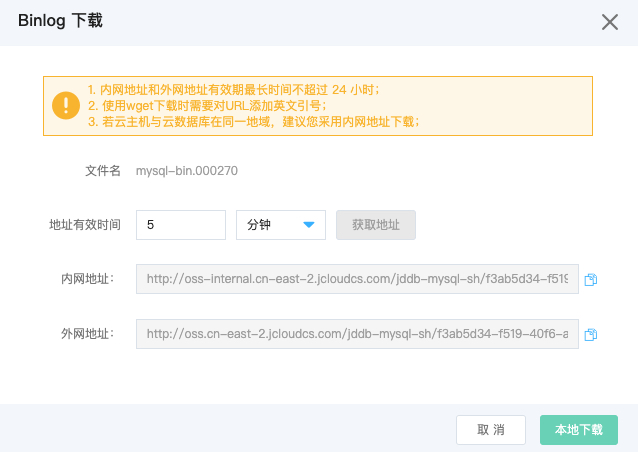 Binlog 下载
1. 内网地址和外网地址有效期最长时间不超过 24 小时；
2. 使用wget下载时需要对URL添加英文引号；
3. 若云主机与云数据库在同一地域，建议您采用内网地址下载；
文件名 mysql-bin.000270
地址有效时间 5 分钟 获取地址
内网地址： http://oss-internal.cn-east-2.jcloudcs.com/jddb-mysql-sh/f3ab5d34-f519
外网地址： http://oss.cn-east-2.jcloudcs.com/jddb-mysql-sh/f3ab5d34-f519-40f6-a
取 消 本地下载